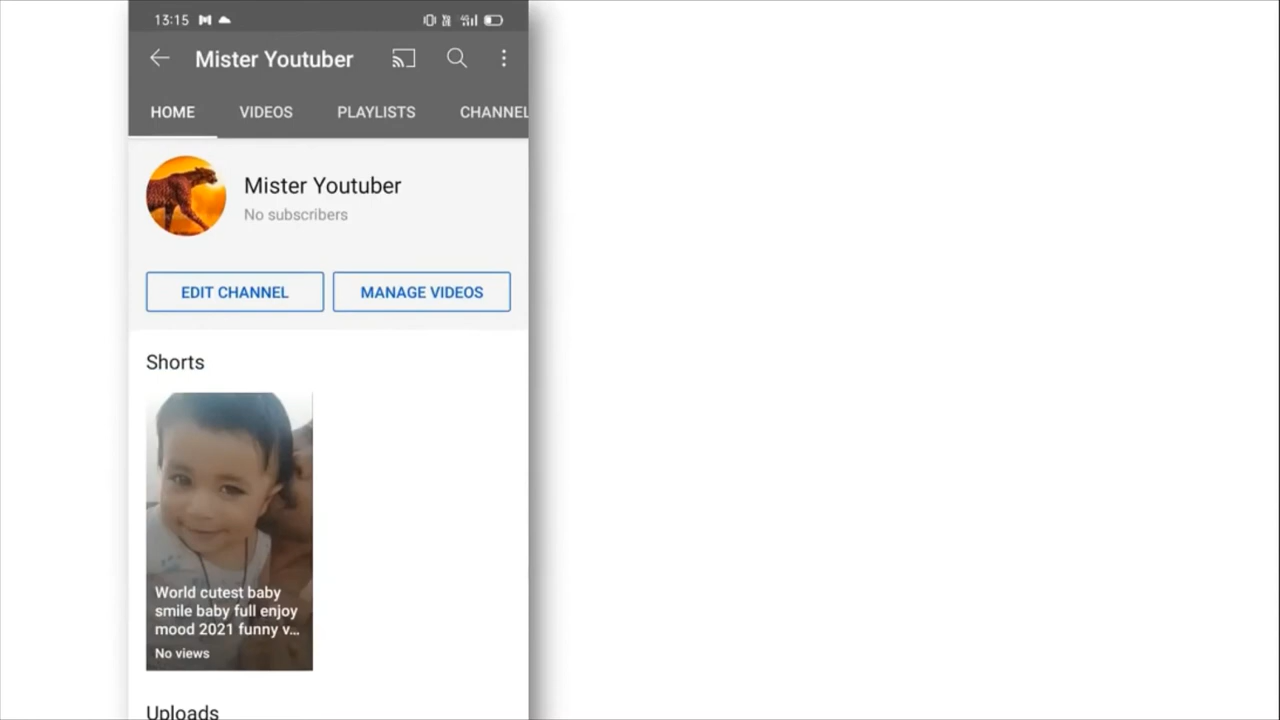 13:15
Mister Youtuber
HOME VIDEOS PLAYLISTS CHANNEL
Mister Youtuber
No subscribers
EDIT CHANNEL MANAGE VIDEOS
Shorts
World cutest baby
smile baby full enjoy
mood 2021 funny v...
No views
Uploads